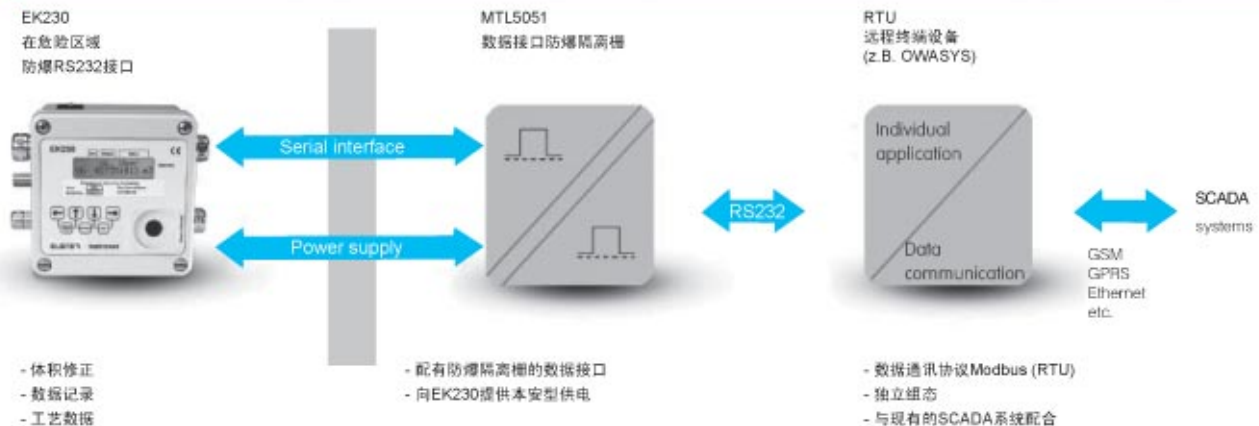 EK230
在危险区域
防爆RS232接口
MTL5051
数据接口防爆隔离栅
RTU
远程终端设备
(z.B. OWASYS)
EK230
Serial interface
Power supply
RS232
Individual
application
Data
communication
SCADA
systems
GSM
GPRS
Ethernet
etc.
- 体积修正
- 数据记录
- 工艺数据
- 配有防爆隔离栅的数据接口
- 向EK230提供本安型供电
- 数据通讯协议Modbus (RTU)
- 独立组态
- 与现有的SCADA系统配合